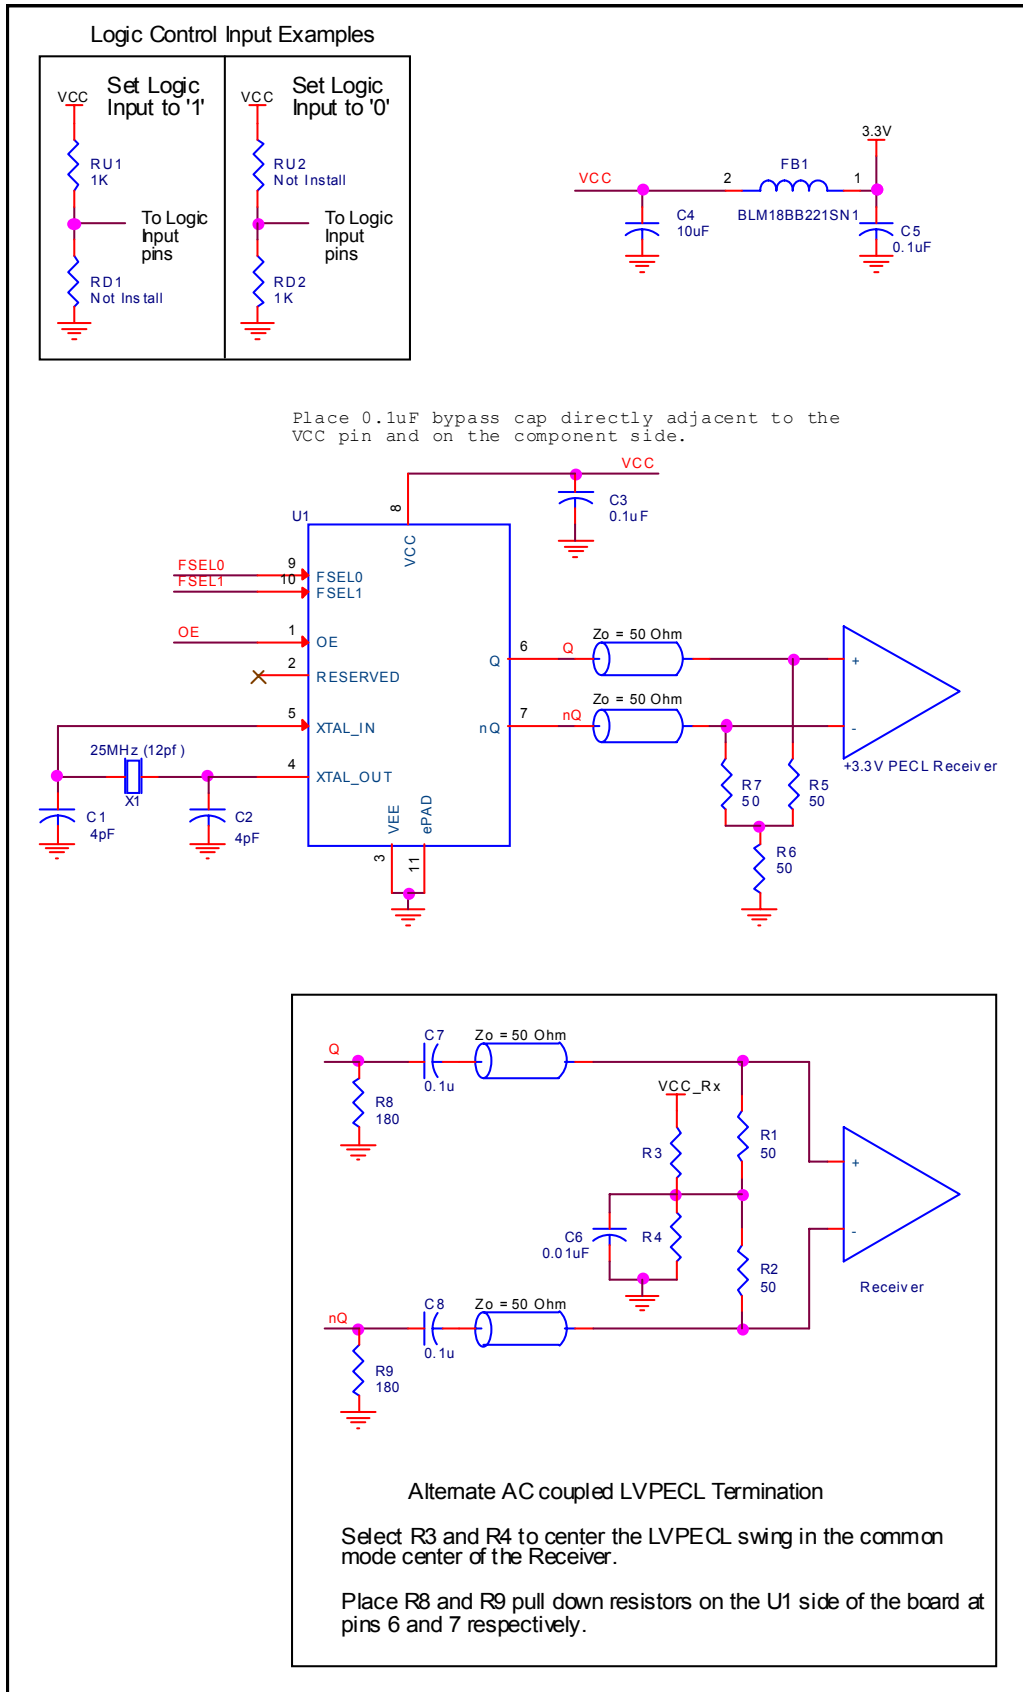 Logic Control Input Examples
Set Logic
Input to '1'
VCC
RU1
1K
To Logic
Input
pins
RD1
Not Install
Set Logic
Input to '0'
VCC
RU2
Not Install
To Logic
Input
pins
RD2
1K
3.3V
VCC
2
FB1
1
BLM18BB221SN1
C4
10uF
C5
0.1uF
Place 0.1uF bypass cap directly adjacent to the
VCC pin and on the component side.
VCC
C3
0.1uF
U1
8
VCC
FSEL0
9
FSEL0
FSEL1
10
FSEL1
OE
1
OE
2
RESERVED
5
XTAL_IN
25MHz (12pf)
X1
4
XTAL_OUT
C1
4pF
C2
4pF
VEE
ePAD
3
11
Q
6
Q
Zo = 50 Ohm
nQ
7
nQ
Zo = 50 Ohm
+
-
+3.3V PECL Receiver
R7
50
R5
50
R6
50
Q
C7
0.1u
Zo = 50 Ohm
R8
180
VCC_Rx
R3
R1
50
C6
0.01uF
R4
R2
50
+
-
Receiver
nQ
C8
0.1u
Zo = 50 Ohm
R9
180
Alternate AC coupled LVPECL Termination
Select R3 and R4 to center the LVPECL swing in the common
mode center of the Receiver.
Place R8 and R9 pull down resistors on the U1 side of the board at
pins 6 and 7 respectively.